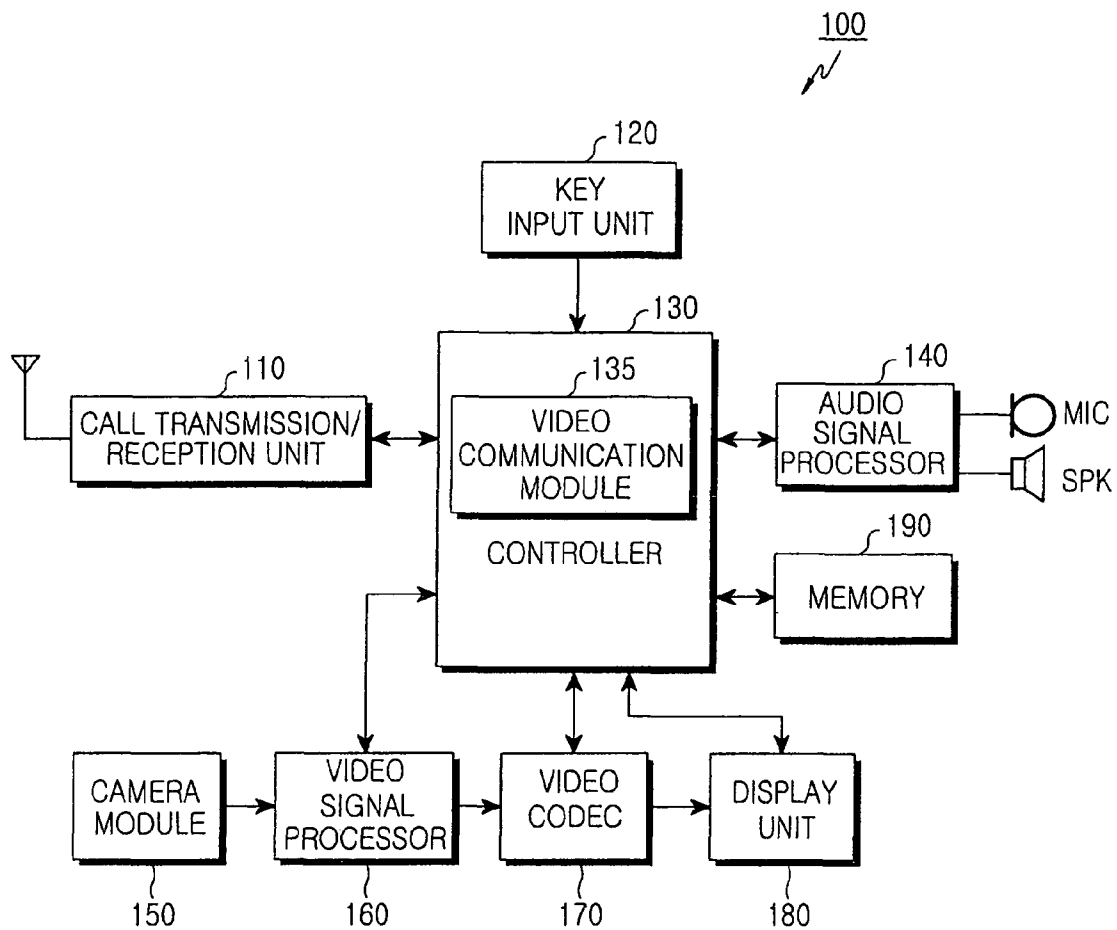 100
120
KEY
INPUT UNIT
130
110
CALL TRANSMISSION/
RECEPTION UNIT
135
VIDEO
COMMUNICATION
MODULE
CONTROLLER
140
AUDIO
SIGNAL
PROCESSOR
MIC
SPK
190
MEMORY
CAMERA
MODULE
150
VIDEO
SIGNAL
PROCESSOR
160
VIDEO
CODEC
170
DISPLAY
UNIT
180